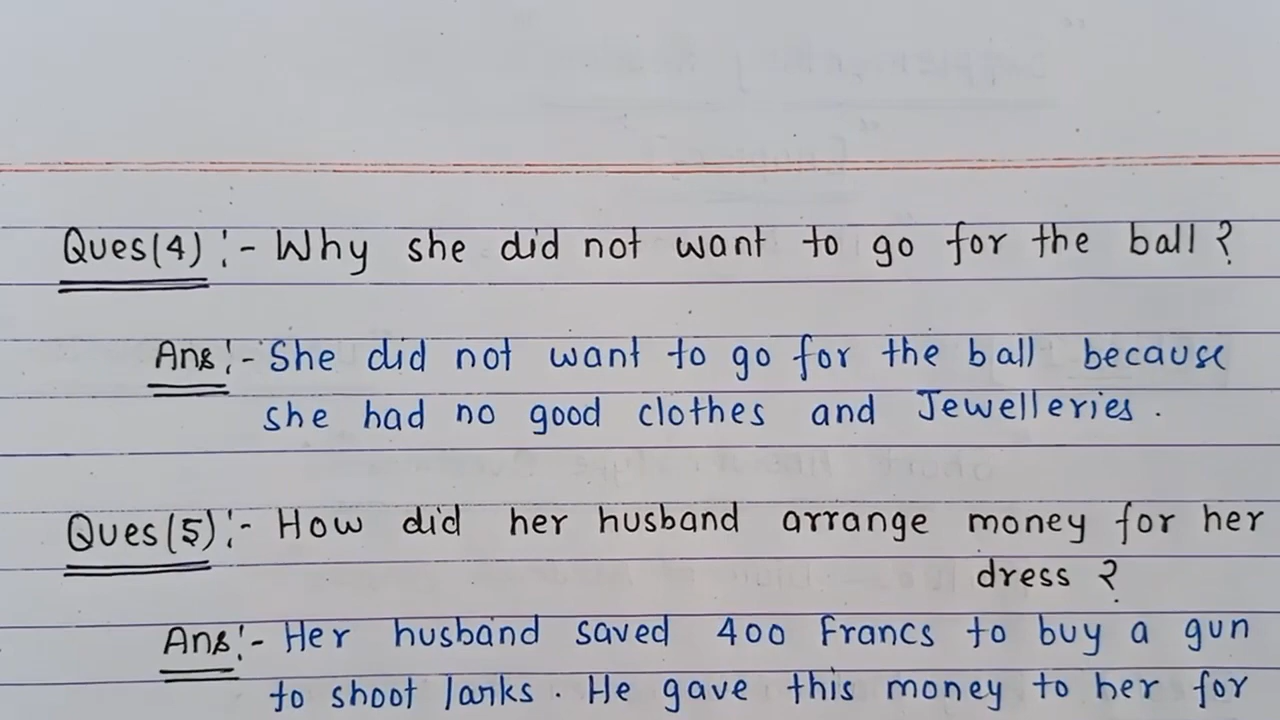 Ques(4):- Why she did not want to go for the ball?
Ans:- She did not want to go for the ball because
she had no good clothes and Jewelleries.
Ques(5):- How did her husband arrange money for her
dress?
Ans:- Her husband saved 400 Francs to buy a gun
to shoot larks. He gave this money to her for